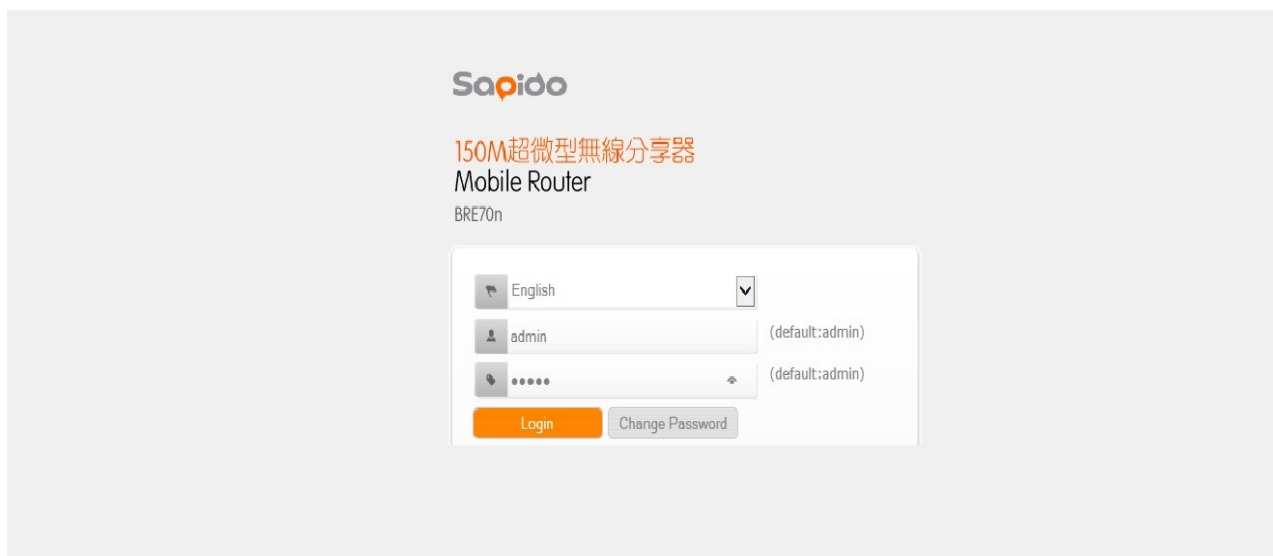 Sapido
150M超微型無線分享器
Mobile Router
BRE70n
English
admin (default:admin)
••••• (default:admin)
Login Change Password